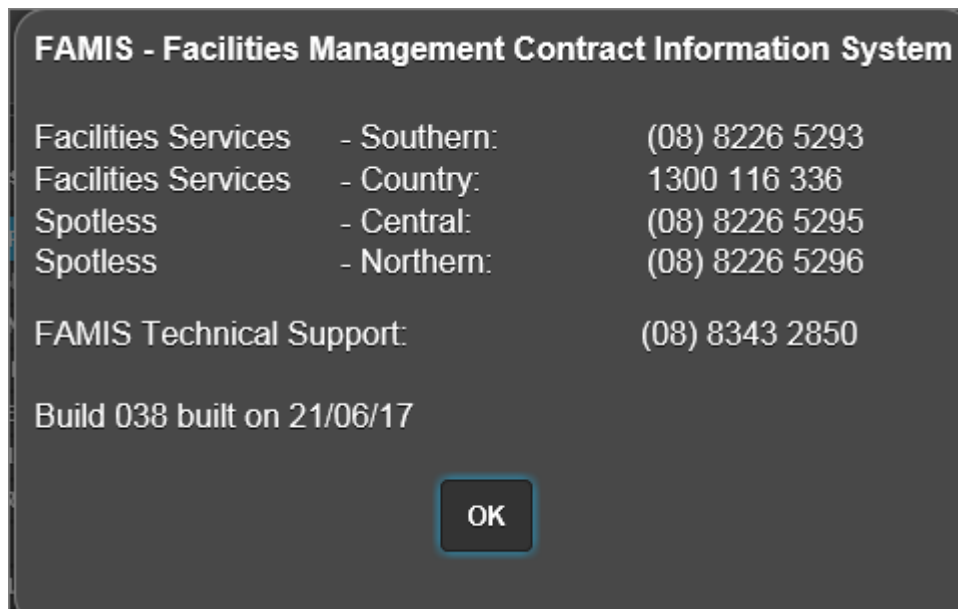 FAMIS - Facilities Management Contract Information System
Facilities Services - Southern: (08) 8226 5293
Facilities Services - Country: 1300 116 336
Spotless - Central: (08) 8226 5295
Spotless - Northern: (08) 8226 5296
FAMIS Technical Support: (08) 8343 2850
Build 038 built on 21/06/17
OK